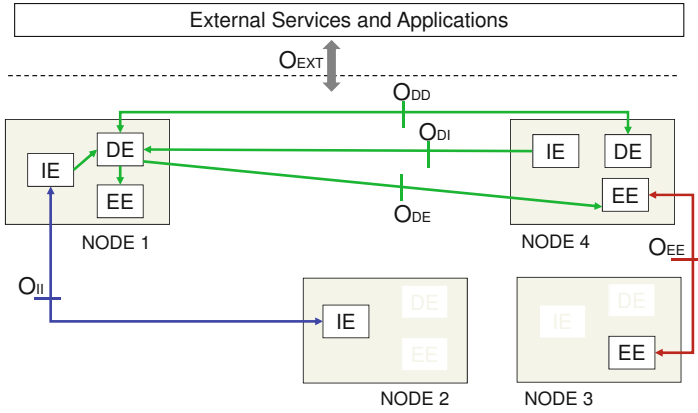 External Services and Applications
OEXT
ODD
ODI
DE
IE
EE
NODE 1
IE
DE
EE
NODE 4
ODE
OEE
OII
IE
DE
EE
NODE 2
IE
DE
EE
NODE 3